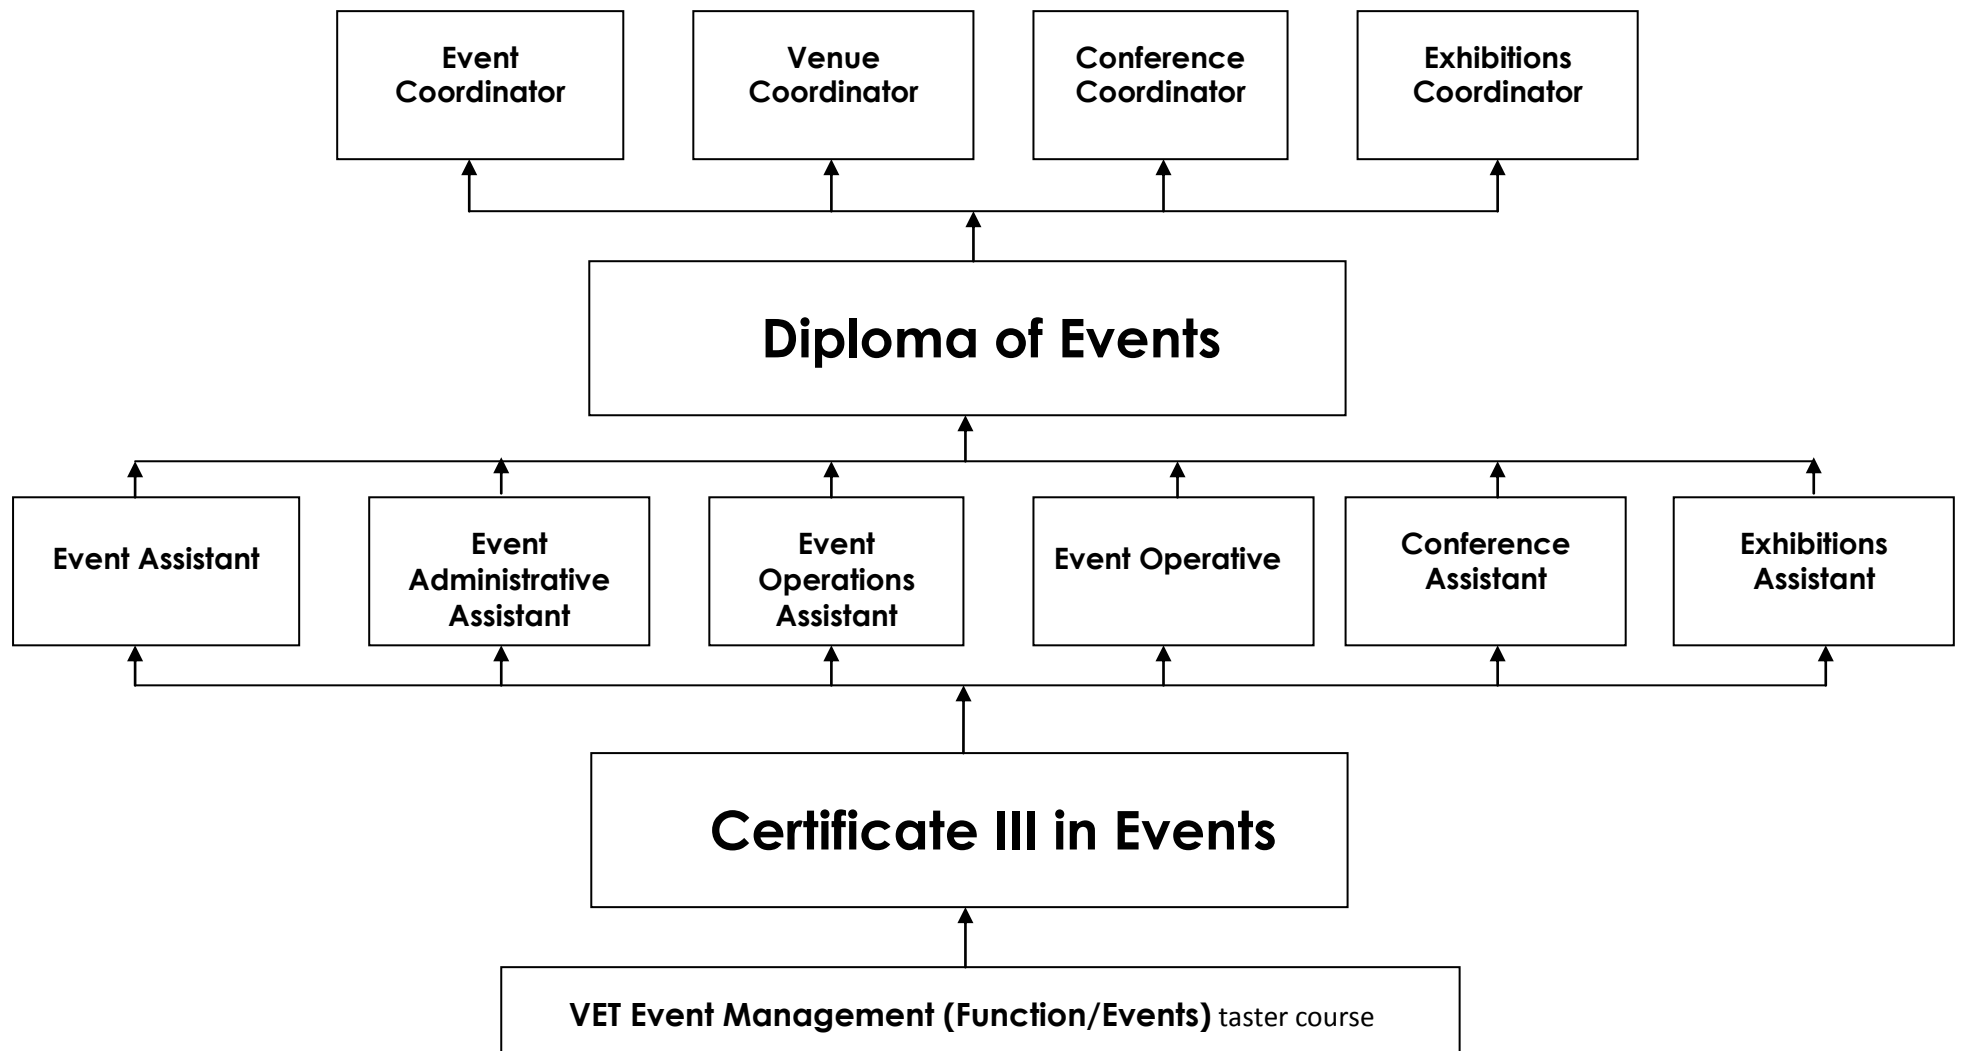 Event
Coordinator
Venue
Coordinator
Conference
Coordinator
Exhibitions
Coordinator
Diploma of Events
Event Assistant
Event
Administrative
Assistant
Event
Operations
Assistant
Event Operative
Conference
Assistant
Exhibitions
Assistant
Certificate III in Events
VET Event Management (Function/Events) taster course